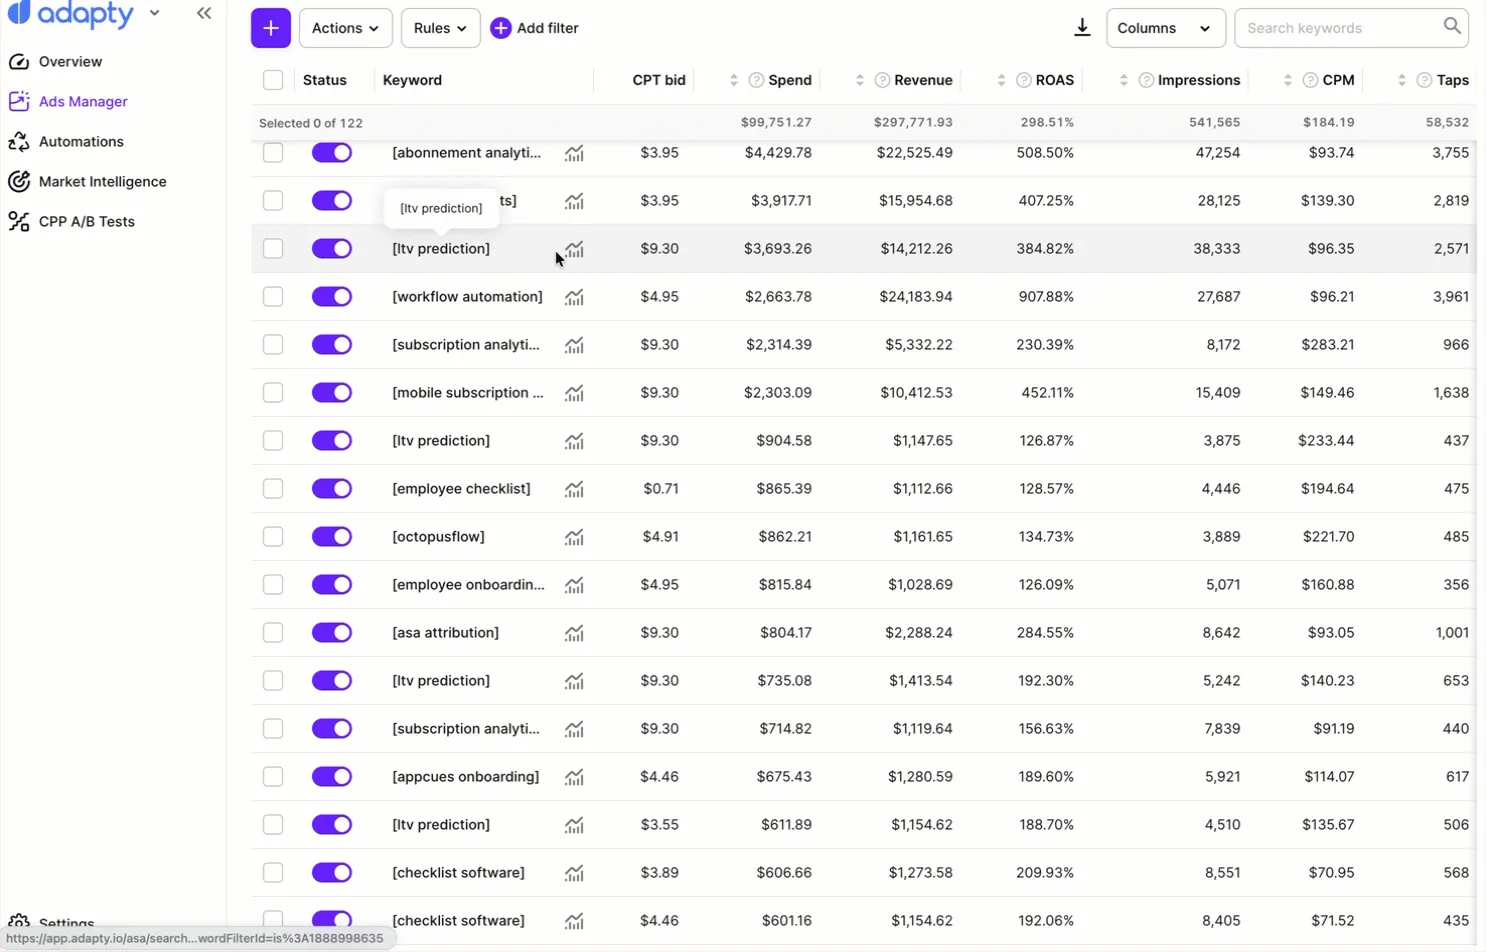 adapty
Actions Rules Add filter Columns Search keywords
Overview
Ads Manager
Automations
Market Intelligence
CPP A/B Tests
Status Keyword CPT bid Spend Revenue ROAS Impressions CPM Taps
Selected 0 of 122 $99,751.27 $297,771.93 298.51% 541,565 $184.19 58,532
[abonnement analyti... $3.95 $4,429.78 $22,525.49 508.50% 47,254 $93.74 3,755
ts] $3.95 $3,917.71 $15,954.68 407.25% 28,125 $139.30 2,819
[ltv prediction]
[ltv prediction] $9.30 $3,693.26 $14,212.26 384.82% 38,333 $96.35 2,571
[workflow automation] $4.95 $2,663.78 $24,183.94 907.88% 27,687 $96.21 3,961
[subscription analyti... $9.30 $2,314.39 $5,332.22 230.39% 8,172 $283.21 966
[mobile subscription ... $9.30 $2,303.09 $10,412.53 452.11% 15,409 $149.46 1,638
[ltv prediction] $9.30 $904.58 $1,147.65 126.87% 3,875 $233.44 437
[employee checklist] $0.71 $865.39 $1,112.66 128.57% 4,446 $194.64 475
[octopusflow] $4.91 $862.21 $1,161.65 134.73% 3,889 $221.70 485
[employee onboardin... $4.95 $815.84 $1,028.69 126.09% 5,071 $160.88 356
[asa attribution] $9.30 $804.17 $2,288.24 284.55% 8,642 $93.05 1,001
[ltv prediction] $9.30 $735.08 $1,413.54 192.30% 5,242 $140.23 653
[subscription analyti... $9.30 $714.82 $1,119.64 156.63% 7,839 $91.19 440
[appcues onboarding] $4.46 $675.43 $1,280.59 189.60% 5,921 $114.07 617
[ltv prediction] $3.55 $611.89 $1,154.62 188.70% 4,510 $135.67 506
[checklist software] $3.89 $606.66 $1,273.58 209.93% 8,551 $70.95 568
[checklist software] $4.46 $601.16 $1,154.62 192.06% 8,405 $71.52 435
Settings
https://app.adapty.io/asa/search...wordFilterId=is%3A1888998635